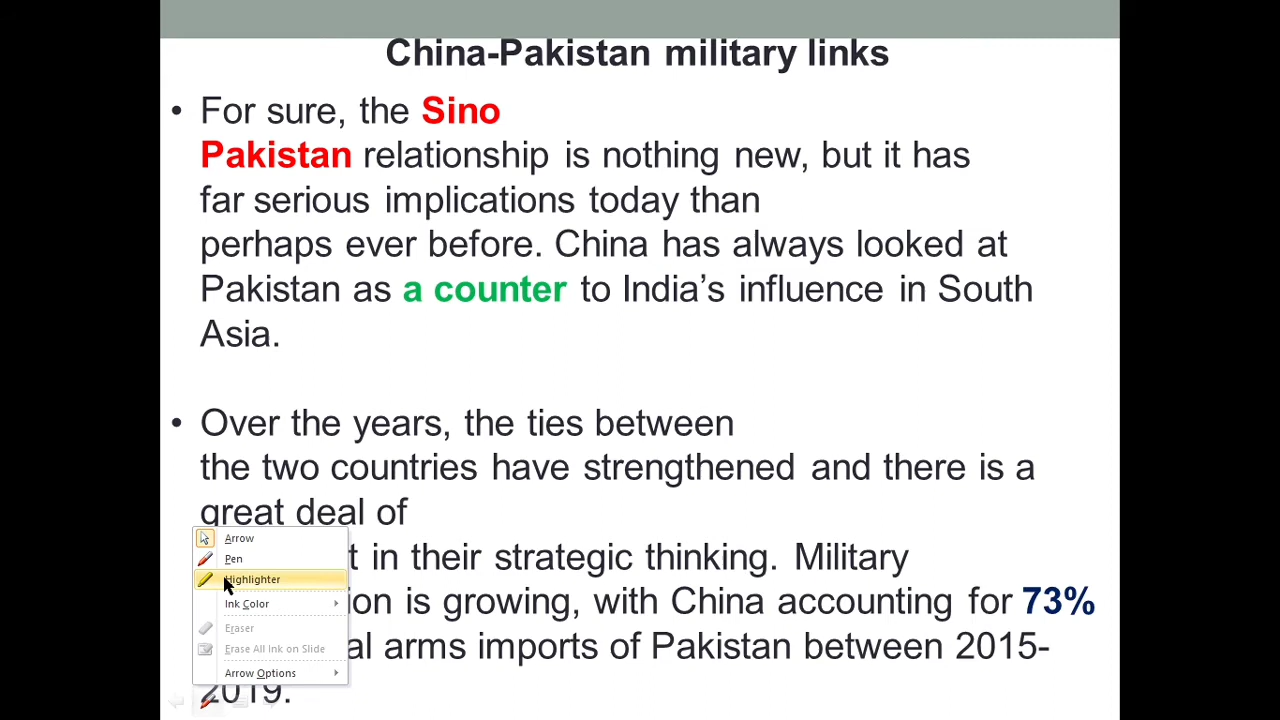 China-Pakistan military links
• For sure, the Sino
Pakistan relationship is nothing new, but it has
far serious implications today than
perhaps ever before. China has always looked at
Pakistan as a counter to India’s influence in South
Asia.
• Over the years, the ties between
the two countries have strengthened and there is a
great deal of
t in their strategic thinking. Military
ion is growing, with China accounting for 73%
al arms imports of Pakistan between 2015-
2019.
Arrow
Pen
Highlighter
Ink Color
Eraser
Erase All Ink on Slide
Arrow Options